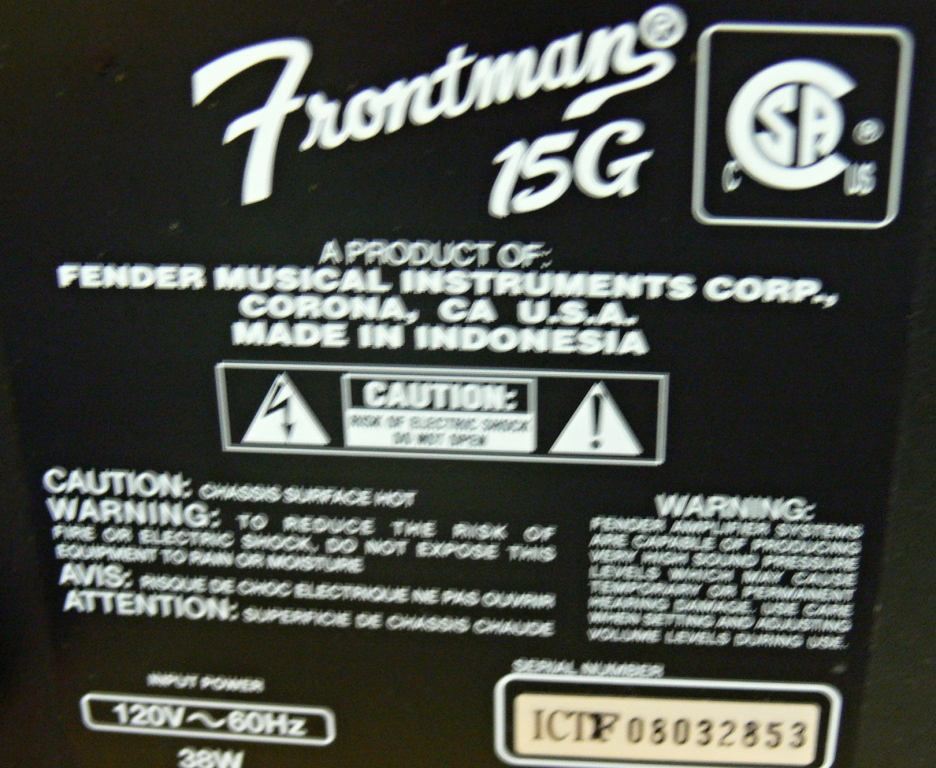 Frontman®
15G
CSA®
C US
A PRODUCT OF:
FENDER MUSICAL INSTRUMENTS CORP.,
CORONA, CA U.S.A.
MADE IN INDONESIA
CAUTION:
RISK OF ELECTRIC SHOCK
DO NOT OPEN
CAUTION: CHASSIS SURFACE HOT
WARNING: TO REDUCE THE RISK OF
FIRE OR ELECTRIC SHOCK, DO NOT EXPOSE THIS
EQUIPMENT TO RAIN OR MOISTURE
AVIS: RISQUE DE CHOC ELECTRIQUE NE PAS OUVRIR
ATTENTION: SUPERFICIE DE CHASSIS CHAUDE
WARNING:
FENDER AMPLIFIER SYSTEMS
ARE CAPABLE OF PRODUCING
VERY HIGH SOUND PRESSURE
LEVELS WHICH MAY CAUSE
TEMPORARY OR PERMANENT
HEARING DAMAGE. USE CARE
WHEN SETTING AND ADJUSTING
VOLUME LEVELS DURING USE.
INPUT POWER
120V~60Hz
38W
SERIAL NUMBER
08032853